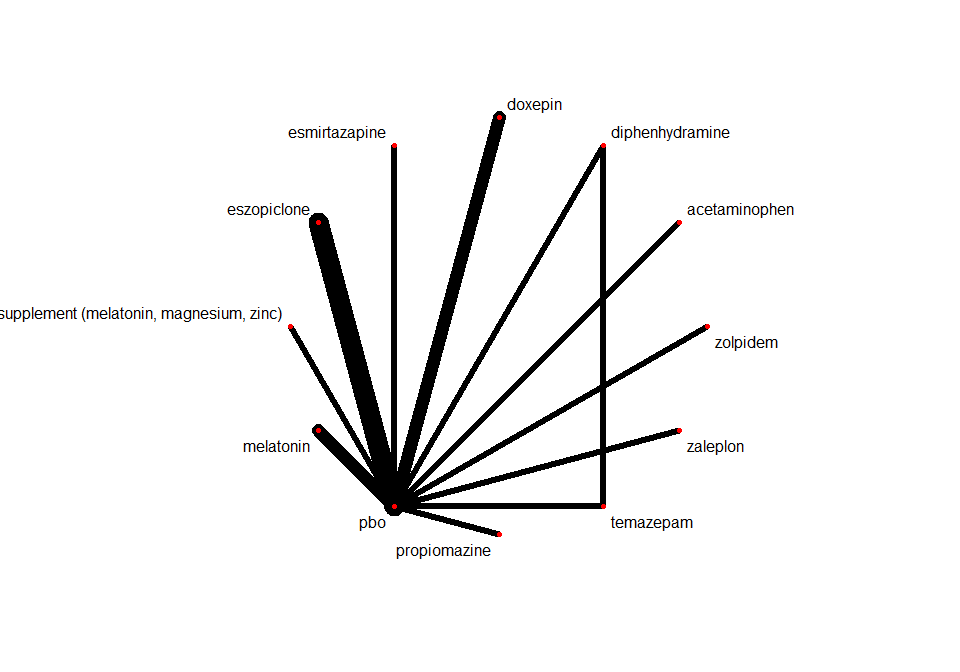 doxepin
esmirtazapine
diphenhydramine
eszopiclone
acetaminophen
supplement (melatonin, magnesium, zinc)
zolpidem
melatonin
zaleplon
pbo
temazepam
propiomazine